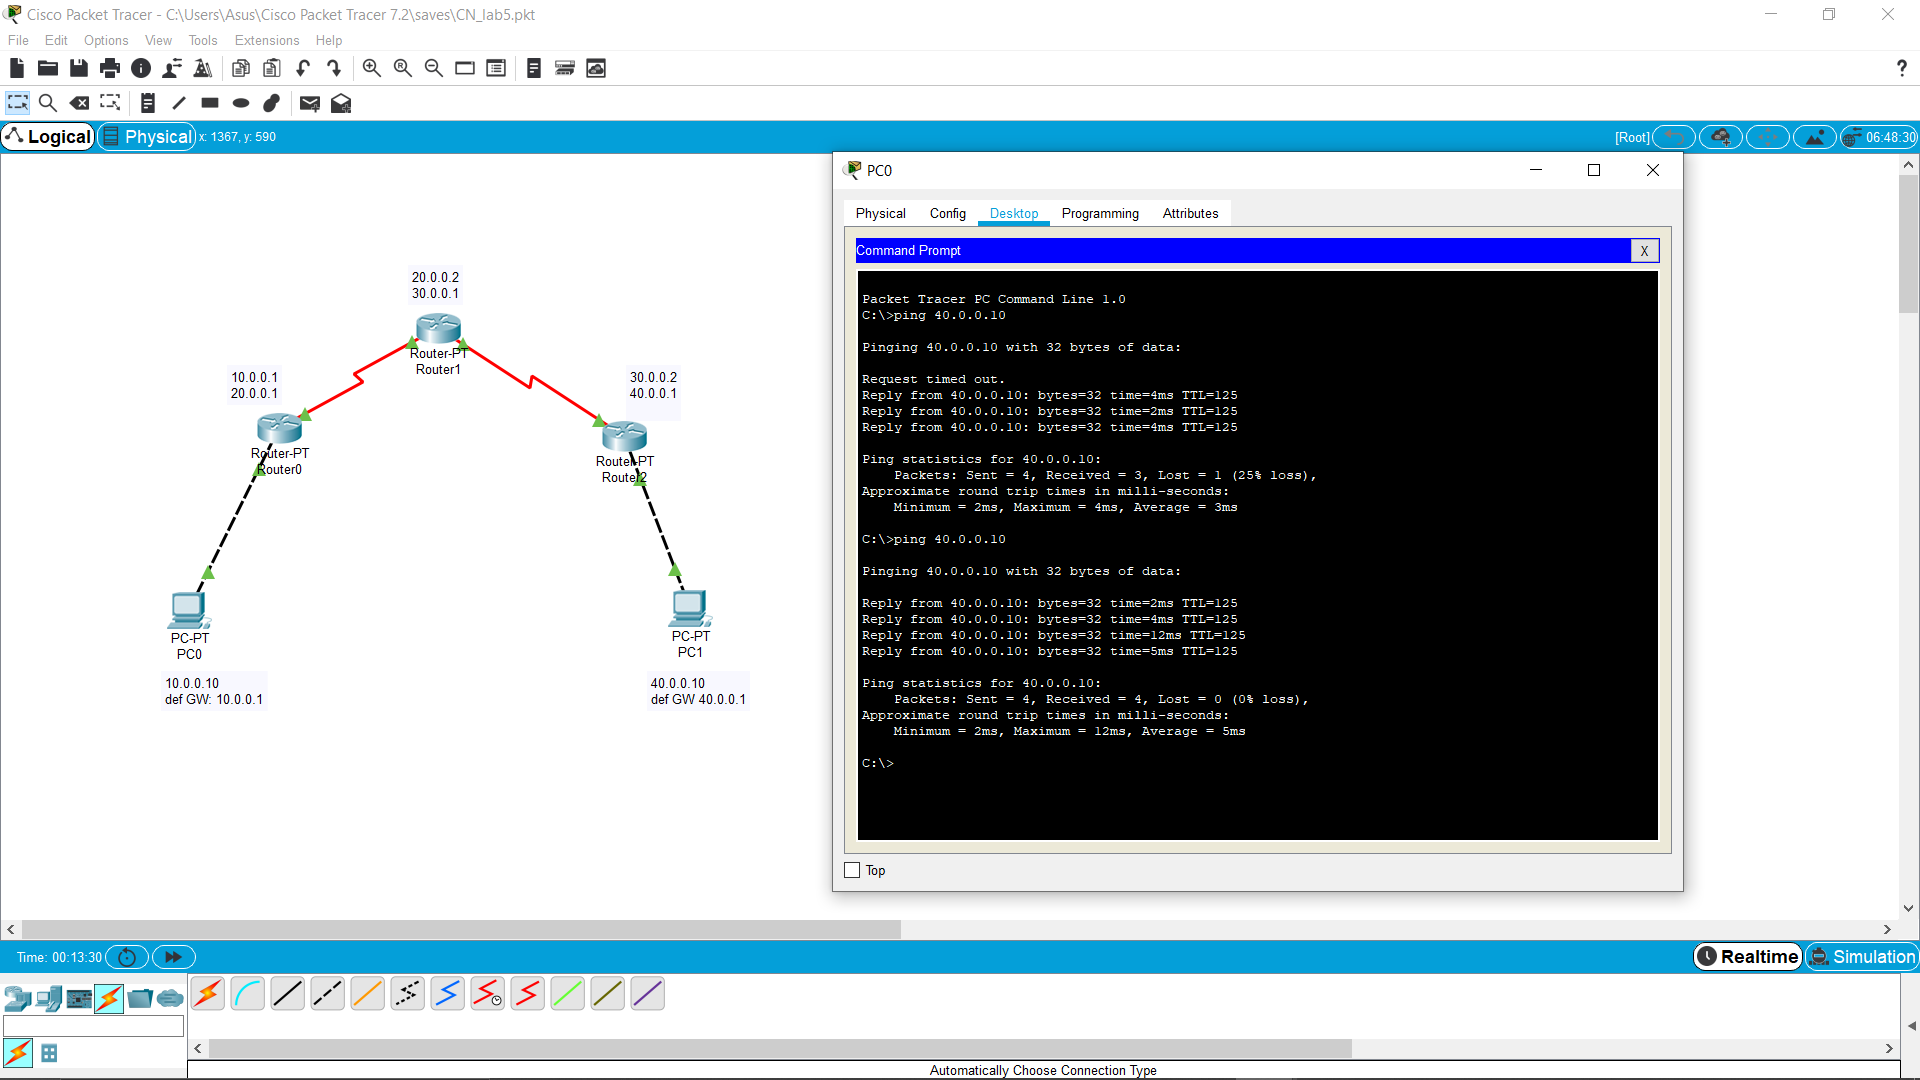 Cisco Packet Tracer - C:\Users\Asus\Cisco Packet Tracer 7.2\saves\CN_lab5.pkt
File Edit Options View Tools Extensions Help
?
Logical Physical x: 1367, y: 590 [Root] 06:48:30
20.0.0.2
30.0.0.1
Router-PT
Router1
10.0.0.1
20.0.0.1
Router-PT
Router0
30.0.0.2
40.0.0.1
Router-PT
Router2
PC-PT
PC0
10.0.0.10
def GW: 10.0.0.1
PC-PT
PC1
40.0.0.10
def GW 40.0.0.1
PC0
Physical Config Desktop Programming Attributes
Command Prompt X
Packet Tracer PC Command Line 1.0
C:\>ping 40.0.0.10
Pinging 40.0.0.10 with 32 bytes of data:
Request timed out.
Reply from 40.0.0.10: bytes=32 time=4ms TTL=125
Reply from 40.0.0.10: bytes=32 time=2ms TTL=125
Reply from 40.0.0.10: bytes=32 time=4ms TTL=125
Ping statistics for 40.0.0.10:
Packets: Sent = 4, Received = 3, Lost = 1 (25% loss),
Approximate round trip times in milli-seconds:
Minimum = 2ms, Maximum = 4ms, Average = 3ms
C:\>ping 40.0.0.10
Pinging 40.0.0.10 with 32 bytes of data:
Reply from 40.0.0.10: bytes=32 time=2ms TTL=125
Reply from 40.0.0.10: bytes=32 time=4ms TTL=125
Reply from 40.0.0.10: bytes=32 time=12ms TTL=125
Reply from 40.0.0.10: bytes=32 time=5ms TTL=125
Ping statistics for 40.0.0.10:
Packets: Sent = 4, Received = 4, Lost = 0 (0% loss),
Approximate round trip times in milli-seconds:
Minimum = 2ms, Maximum = 12ms, Average = 5ms
C:\>
Top
Time: 00:13:30 Realtime Simulation
Automatically Choose Connection Type